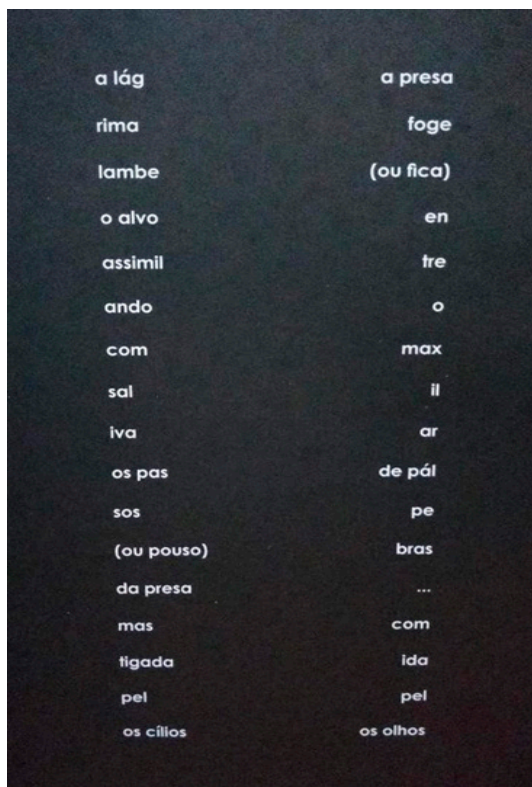 a lág
rima
lambe
o alvo
assimil
ando
com
sal
iva
os pas
sos
(ou pouso)
da presa
mas
tigada
pel
os cílios
a presa
foge
(ou fica)
en
tre
o
max
il
ar
de pál
pe
bras
...
com
ida
pel
os olhos